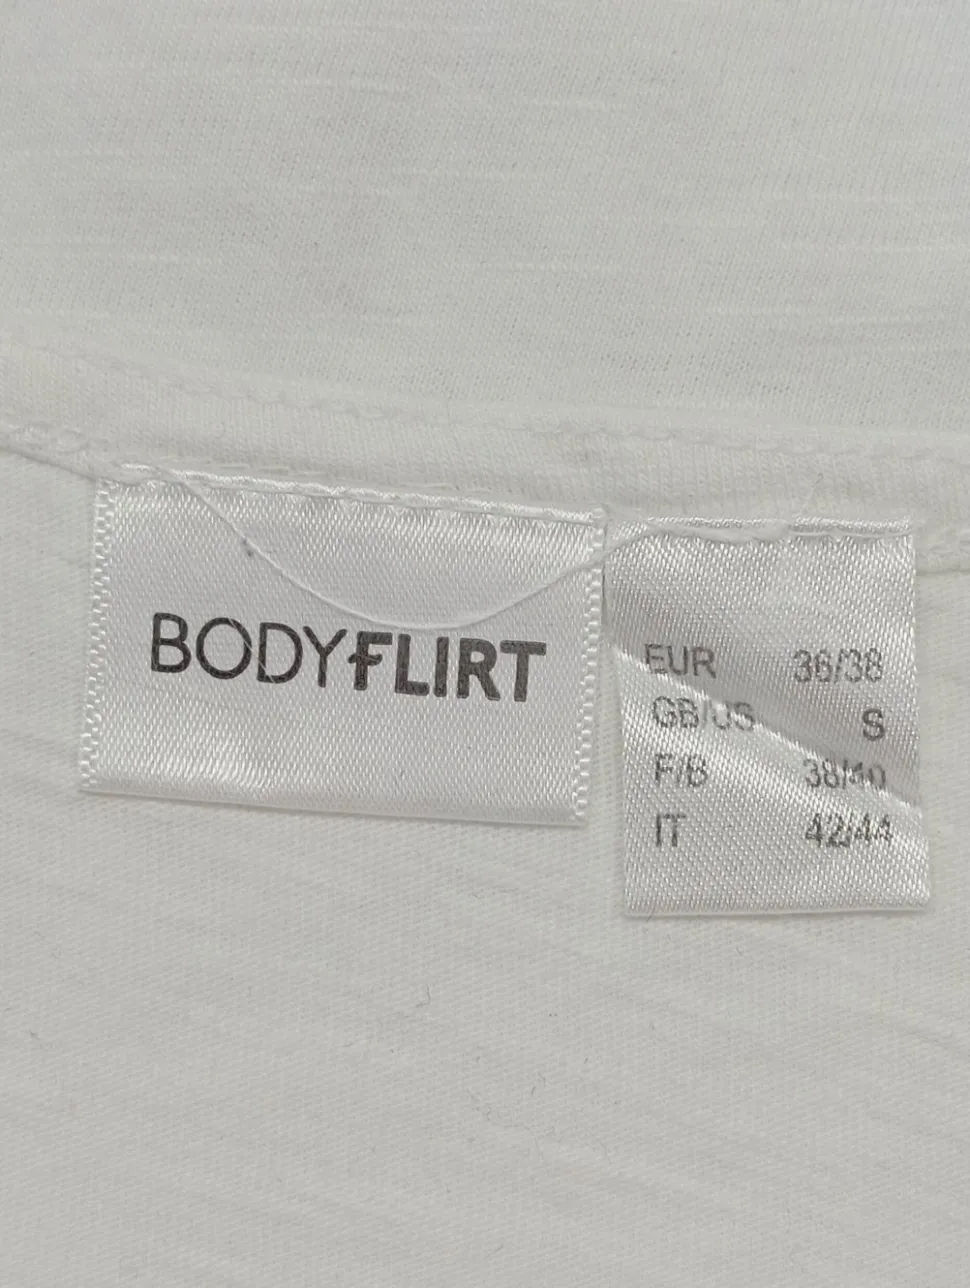 BODYFLIRT
EUR 36/38
GB/US S
F/B 38/40
IT 42/44